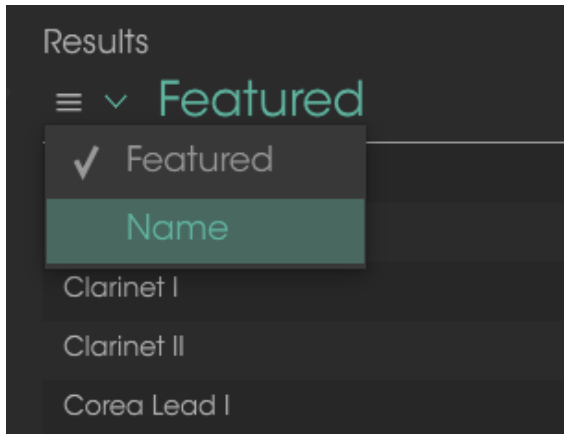 Results
Featured
Featured
Name
Clarinet I
Clarinet II
Corea Lead I